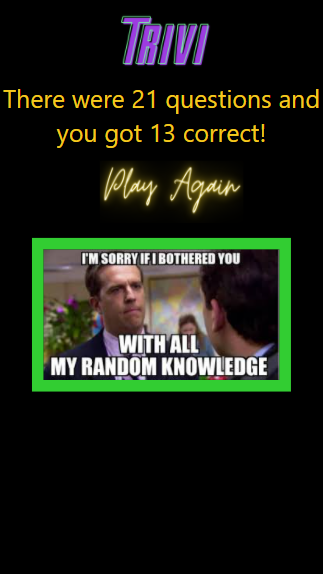 TRIVI
There were 21 questions and
you got 13 correct!
Play Again
I'M SORRY IF I BOTHERED YOU
WITH ALL
MY RANDOM KNOWLEDGE